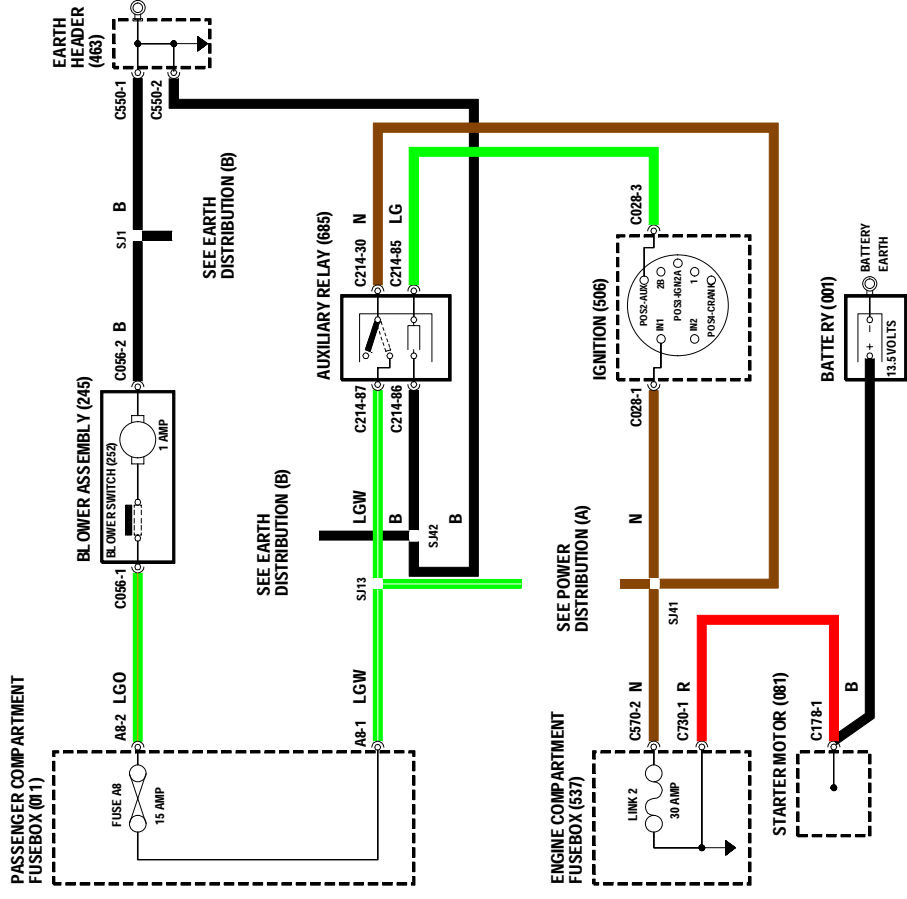 EARTH
HEADER
(463)
C550-1
C550-2
B
SJ1
SEE EARTH
DISTRIBUTION (B)
B
C056-2
BLOWER ASSEMBLY (245)
BLOWER SWITCH (252)
1 AMP
C056-1
LGO
A8-2
PASSENGER COMPARTMENT
FUSEBOX (011)
FUSE A8
15 AMP
A8-1
LGW
SJ13
SEE EARTH
DISTRIBUTION (B)
LGW
B
SJ42
B
C214-87
C214-86
AUXILIARY RELAY (685)
C214-30
C214-85
N
LG
C028-3
IGNITION (506)
POS2-AUX
2B
POS3-IGN2A
1
POS4-CRANK
IN1
IN2
C028-1
N
SEE POWER
DISTRIBUTION (A)
SJ41
N
C570-2
R
C730-1
ENGINE COMPARTMENT
FUSEBOX (537)
LINK 2
30 AMP
STARTER MOTOR (081)
C178-1
B
BATTERY (001)
BATTERY
EARTH
+ -
13.5 VOLTS